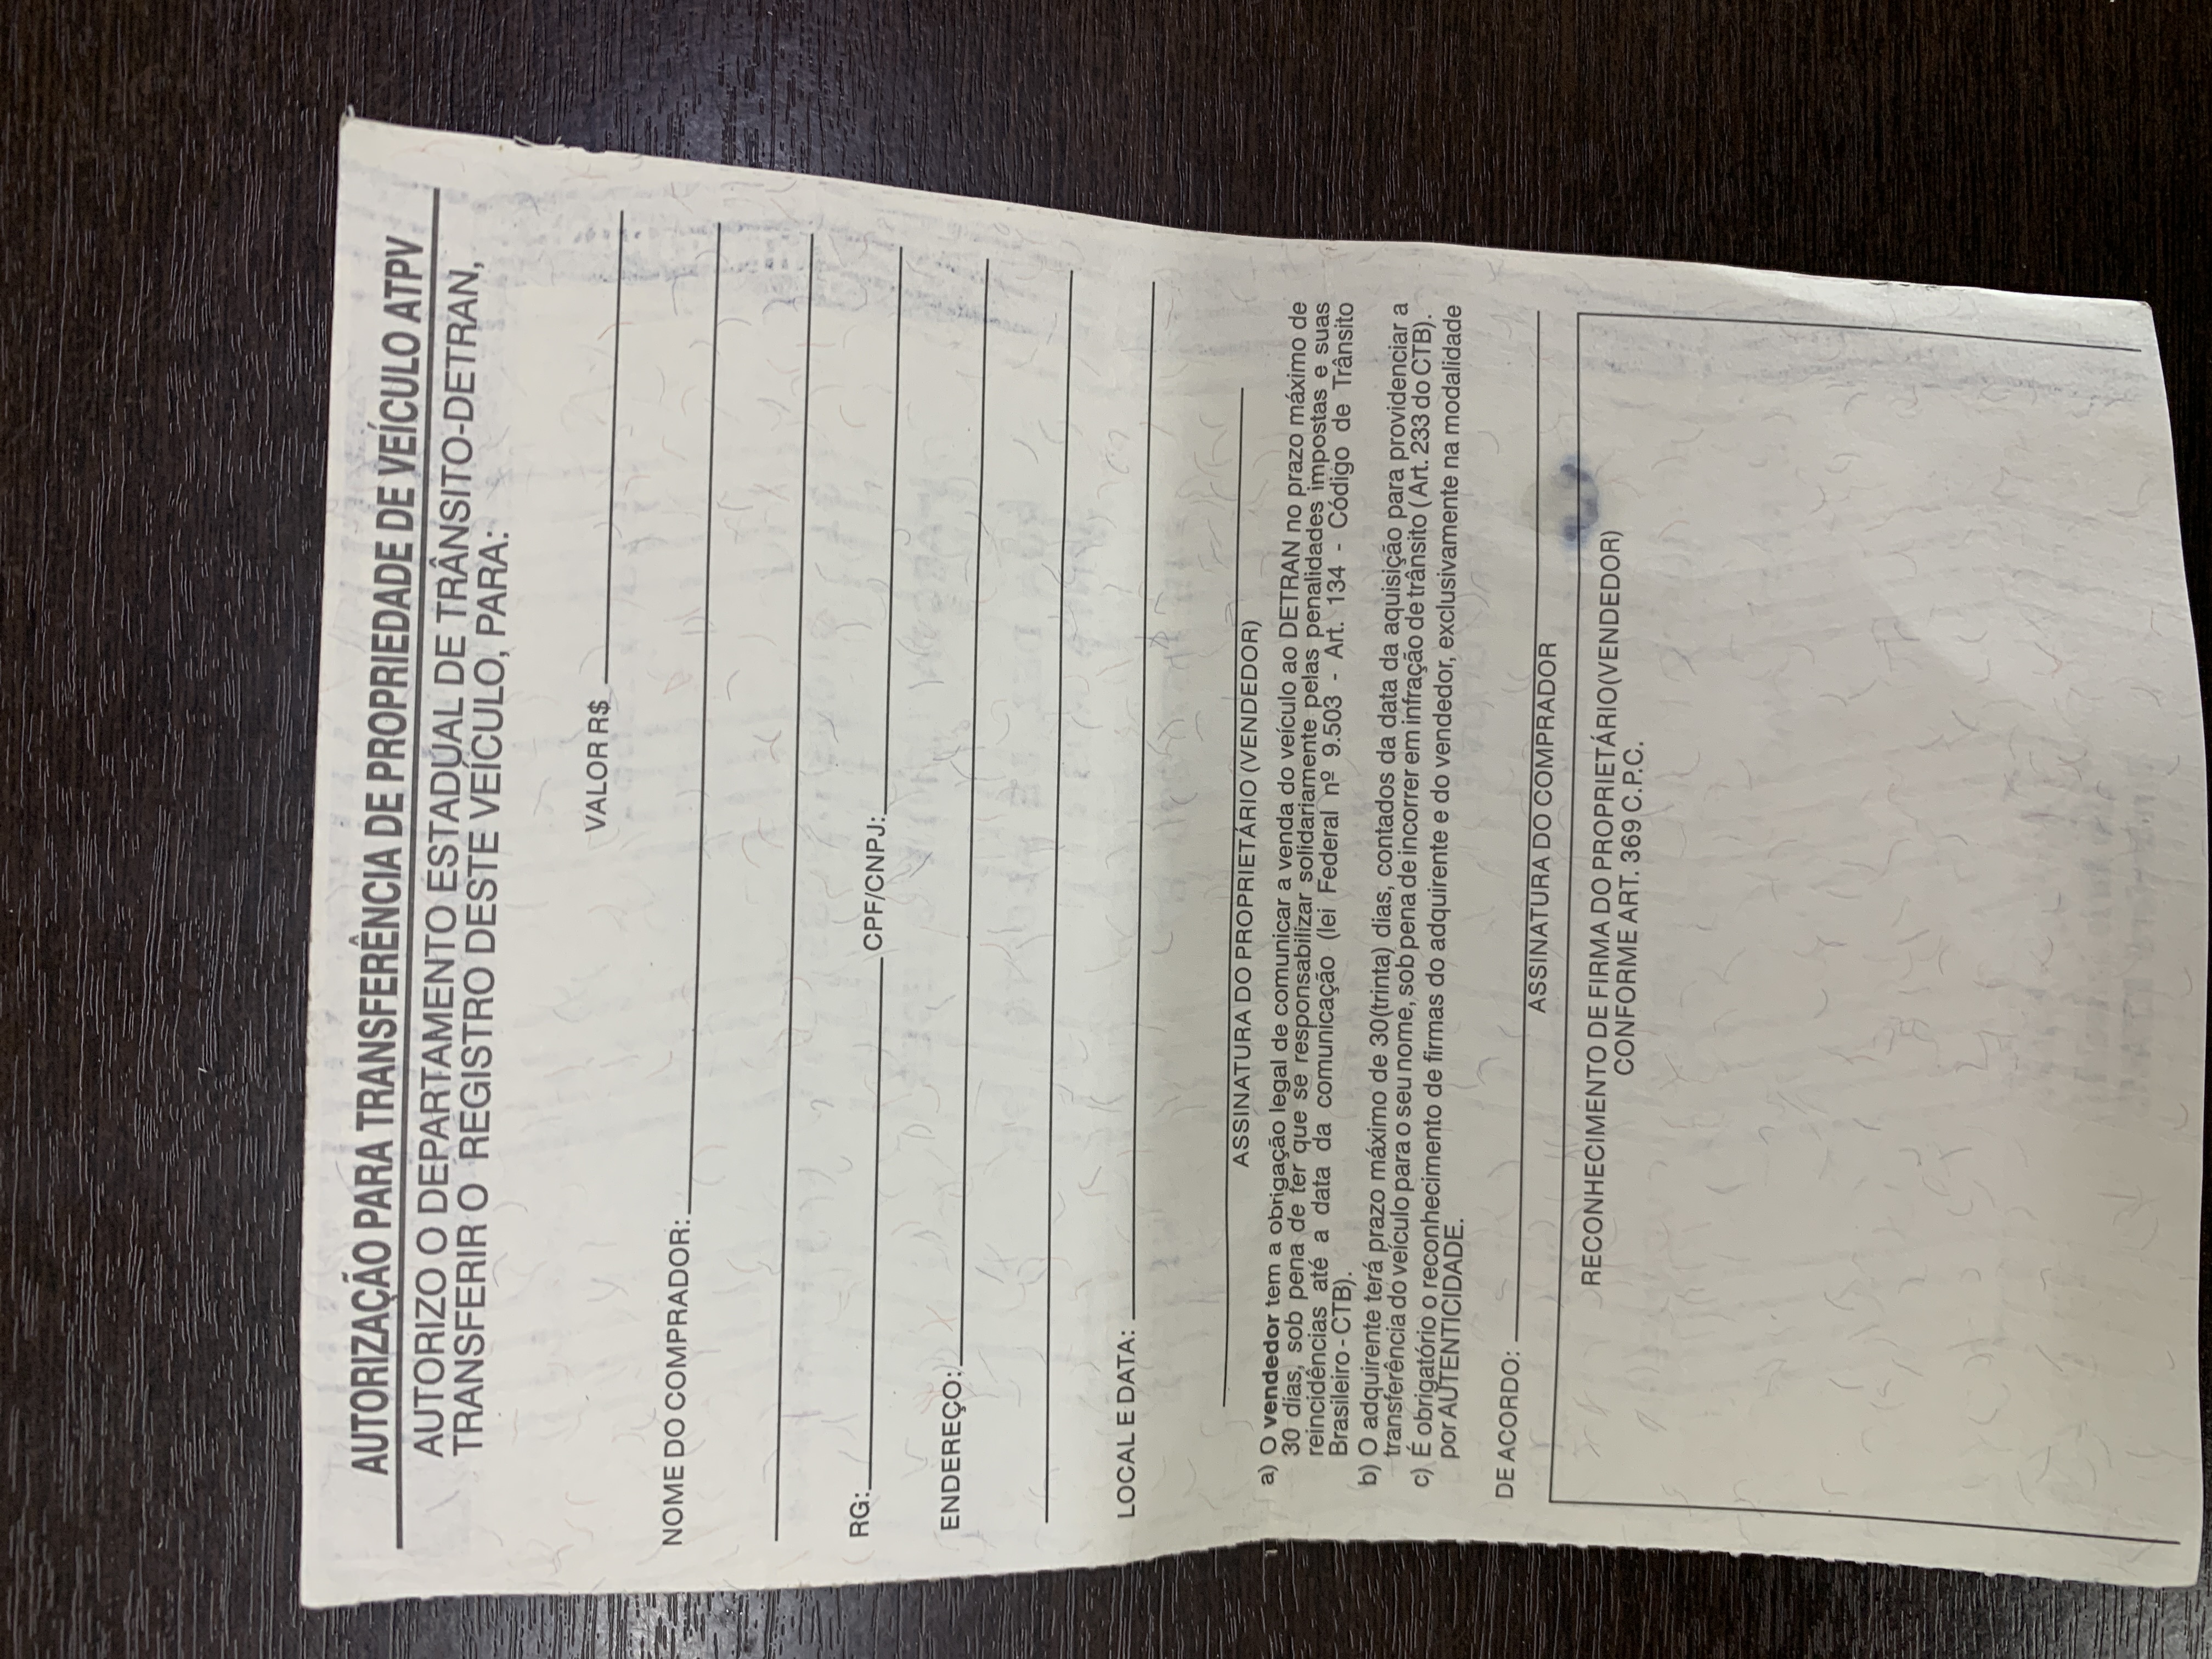 AUTORIZAÇÃO PARA TRANSFERÊNCIA DE PROPRIEDADE DE VEÍCULO ATPV
AUTORIZO O DEPARTAMENTO ESTADUAL DE TRÂNSITO-DETRAN,
TRANSFERIR O REGISTRO DESTE VEÍCULO, PARA:
VALOR R$
NOME DO COMPRADOR:
RG: CPF/CNPJ:
ENDEREÇO:
LOCAL E DATA:
ASSINATURA DO PROPRIETÁRIO (VENDEDOR)
a) O vendedor tem a obrigação legal de comunicar a venda do veículo ao DETRAN no prazo máximo de
30 dias, sob pena de ter que se responsabilizar solidariamente pelas penalidades impostas e suas
reincidências até a data da comunicação (lei Federal nº 9.503 - Art. 134 - Código de Trânsito
Brasileiro - CTB).
b) O adquirente terá prazo máximo de 30(trinta) dias, contados da data da aquisição para providenciar a
transferência do veículo para o seu nome, sob pena de incorrer em infração de trânsito (Art. 233 do CTB).
c) É obrigatório o reconhecimento de firmas do adquirente e do vendedor, exclusivamente na modalidade
por AUTENTICIDADE.
DE ACORDO:
ASSINATURA DO COMPRADOR
RECONHECIMENTO DE FIRMA DO PROPRIETÁRIO(VENDEDOR)
CONFORME ART. 369 C.P.C.